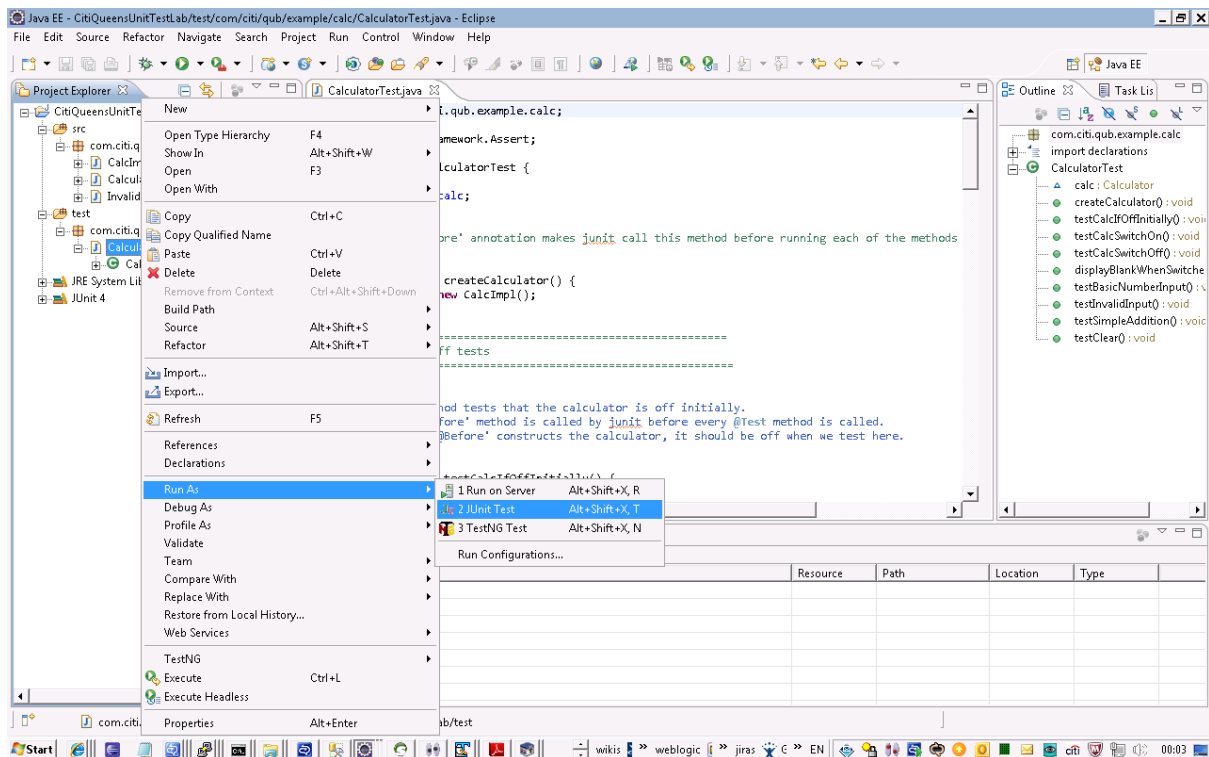 Java EE - CitiQueensUnitTestLab/test/com/citi/qub/example/calc/CalculatorTest.java - Eclipse
File Edit Source Refactor Navigate Search Project Run Control Window Help
Java EE
Project Explorer
CitiQueensUnitTe
src
com.citi.q
CalcIm
Calcul
Invalid
test
com.citi.q
Calcul
Cal
JRE System Lib
JUnit 4
New
Open Type Hierarchy F4
Show In Alt+Shift+W
Open F3
Open With
Copy Ctrl+C
Copy Qualified Name
Paste Ctrl+V
Delete Delete
Remove from Context Ctrl+Alt+Shift+Down
Build Path
Source Alt+Shift+S
Refactor Alt+Shift+T
Import...
Export...
Refresh F5
References
Declarations
Run As
Debug As
Profile As
Validate
Team
Compare With
Replace With
Restore from Local History...
Web Services
TestNG
Execute Ctrl+L
Execute Headless
Properties Alt+Enter
1 Run on Server Alt+Shift+X, R
2 JUnit Test Alt+Shift+X, T
3 TestNG Test Alt+Shift+X, N
Run Configurations...
CalculatorTest.java
i.qub.example.calc;
amework.Assert;
lculatorTest {
calc;
ore' annotation makes junit call this method before running each of the methods
createCalculator() {
new CalcImpl();
===============================================
ff tests
================================================
hod tests that the calculator is off initially.
fore' method is called by junit before every @Test method is called.
@Before' constructs the calculator, it should be off when we test here.
testCalcIfOffInitially() {
Outline Task Lis
com.citi.qub.example.calc
import declarations
CalculatorTest
calc : Calculator
createCalculator() : void
testCalcIfOffInitially() : voi
testCalcSwitchOn() : void
testCalcSwitchOff() : void
displayBlankWhenSwitche
testBasicNumberInput() : v
testInvalidInput() : void
testSimpleAddition() : voic
testClear() : void
Resource Path Location Type
com.citi. ab/test
Start wikis » weblogic » jiras » EN citi 00:03